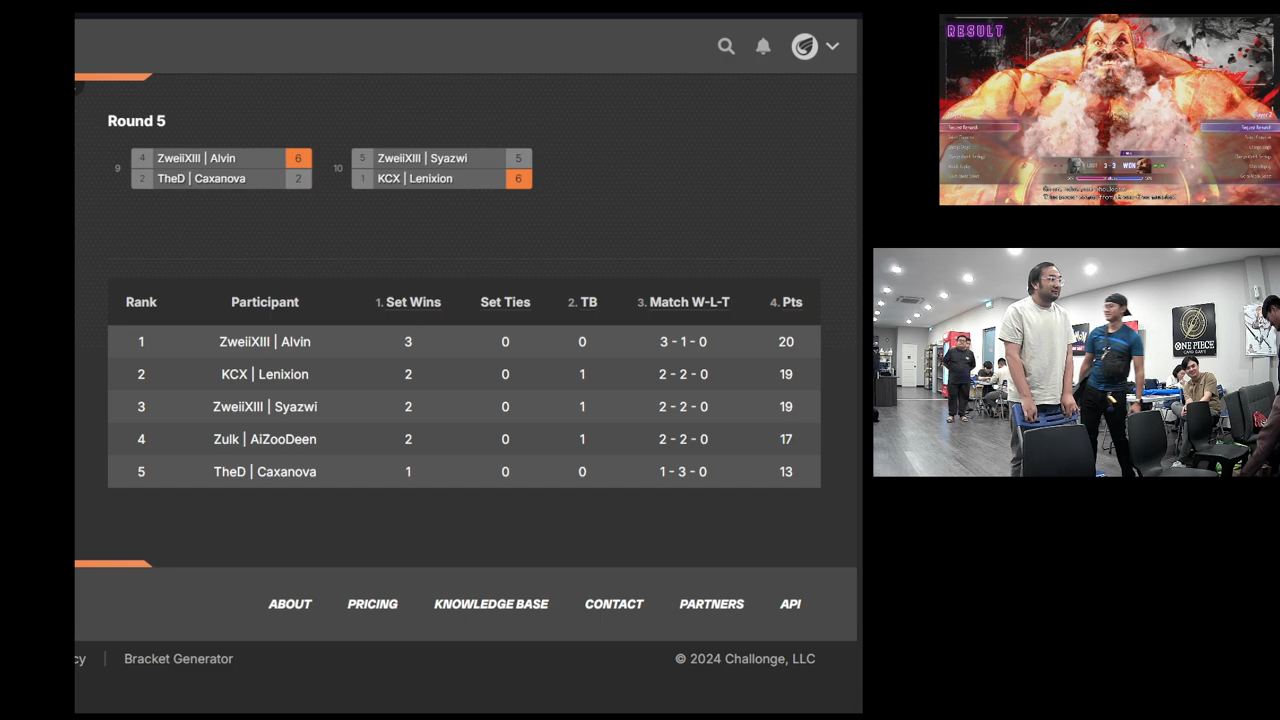 Round 5
9 4 ZweiiXIII | Alvin 6
2 TheD | Caxanova 2
10 5 ZweiiXIII | Syazwi 5
1 KCX | Lenixion 6
Rank Participant 1. Set Wins Set Ties 2. TB 3. Match W-L-T 4. Pts
1 ZweiiXIII | Alvin 3 0 0 3 - 1 - 0 20
2 KCX | Lenixion 2 0 1 2 - 2 - 0 19
3 ZweiiXIII | Syazwi 2 0 1 2 - 2 - 0 19
4 Zulk | AiZooDeen 2 0 1 2 - 2 - 0 17
5 TheD | Caxanova 1 0 0 1 - 3 - 0 13
ABOUT PRICING KNOWLEDGE BASE CONTACT PARTNERS API
cy | Bracket Generator © 2024 Challonge, LLC
RESULT
LOST 3 - 3 WON
ONE PIECE
CARD GAME